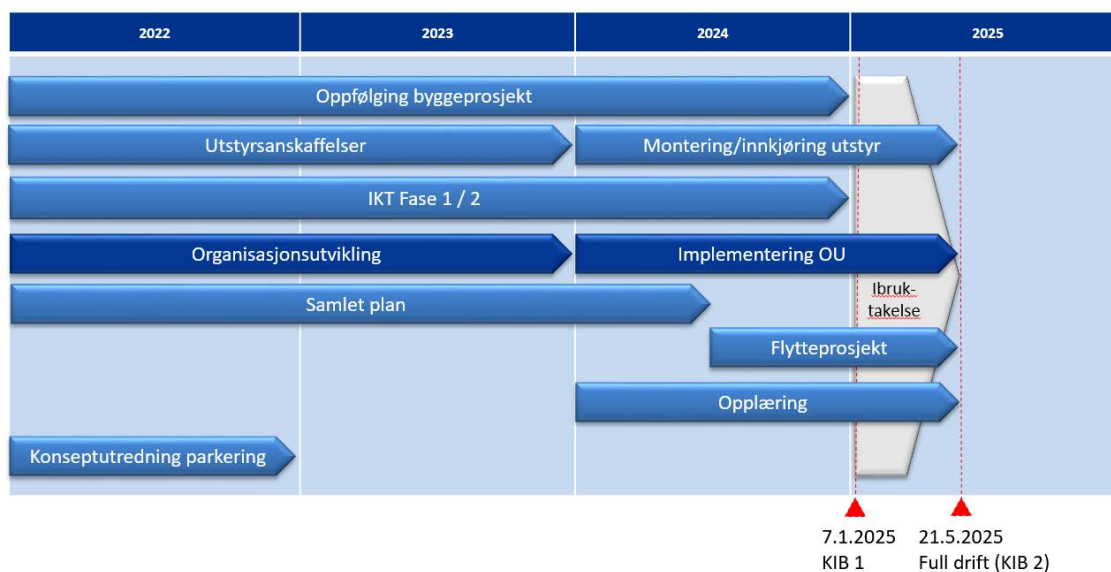 2022 2023 2024 2025
Oppfølging byggeprosjekt
Utstyrsanskaffelser Montering/innkjøring utstyr
IKT Fase 1 / 2
Organisasjonsutvikling Implementering OU
Ibruk-
takelse
Samlet plan
Flytteprosjekt
Opplæring
Konseptutredning parkering
7.1.2025 21.5.2025
KIB 1 Full drift (KIB 2)